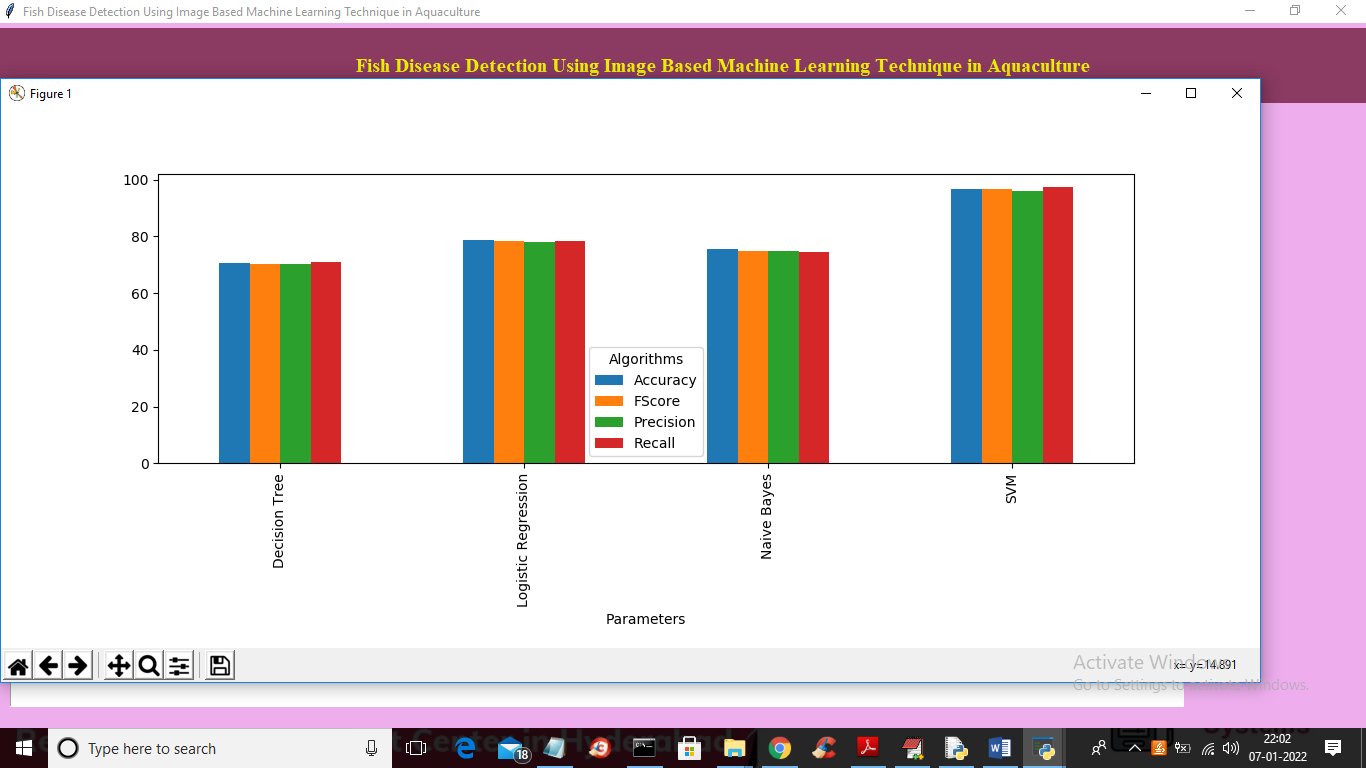 Fish Disease Detection Using Image Based Machine Learning Technique in Aquaculture
Fish Disease Detection Using Image Based Machine Learning Technique in Aquaculture
Figure 1
100
80
60
40
20
0
Algorithms
Accuracy
FScore
Precision
Recall
Decision Tree
Logistic Regression
Naive Bayes
SVM
Parameters
Activate Windows
x= y=14.891
Go to Settings to activate Windows.
Type here to search
18
22:02
07-01-2022